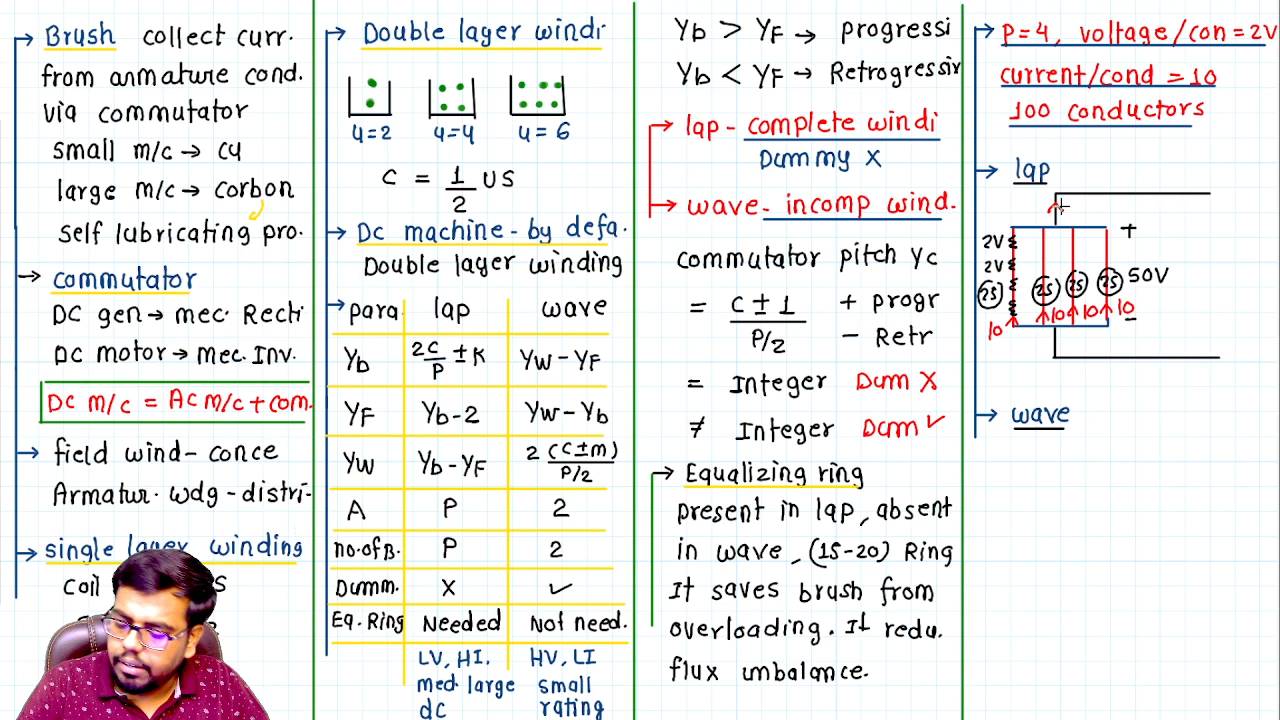 Brush collect curr.
from armature cond.
via commutator
small m/c → cu
large m/c → corbon
self lubricating pro.
commutator
DC gen → mec. Recti
DC motor → mec. Inv.
DC m/c = AC m/c + com.
field wind - conce
Armatur. wdg - distri-
single layer winding
coil S
Double layer windi
u=2 u=4 u=6
C = 1/2 US
Dc machine - by defa.
Double layer winding
para. lap wave
Yb 2C/P ± K Yw - YF
YF Yb-2 Yw - Yb
Yw Yb - YF 2 (C±m)/P/2
A P 2
no. of B. P 2
Dumm. X ✓
Eq. Ring Needed Not need.
LV, HI. HV, LI
med. large small
dc rating
Yb > YF → progressi
Yb < YF → Retrogressiv
lap - complete windi
Dummy X
wave - incomp wind.
commutator pitch Yc
= C ± 1 / P/2 + progr
- Retr
= Integer Dum X
≠ Integer Dum ✓
Equalizing ring
present in lap, absent
in wave, (15-20) Ring
It saves brush from
overloading. It redu.
flux umbalance.
P=4, voltage/con = 2V
current/cond = 10
100 conductors
lap
+
2V
2V
25 25 25 25 50V
10 10 10 10
-
wave